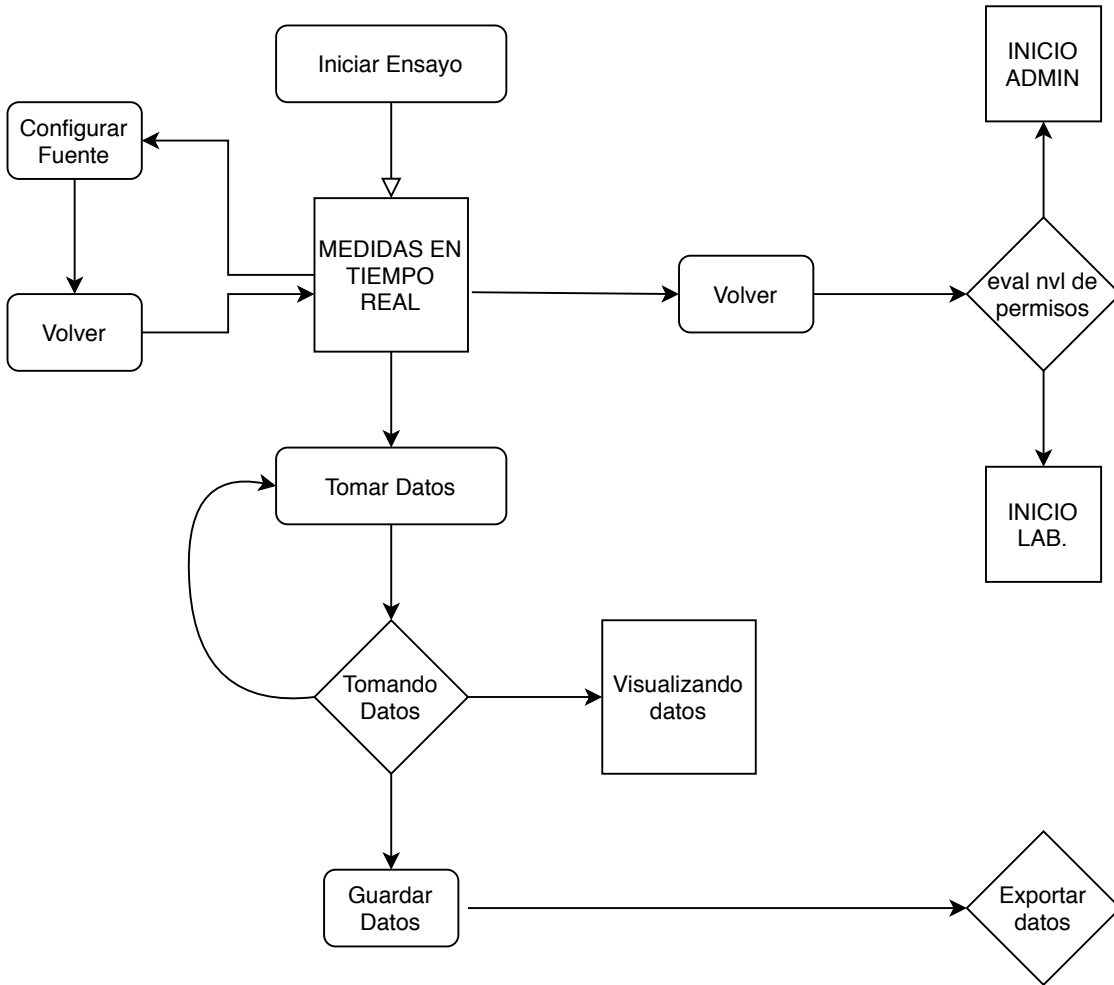 Iniciar Ensayo
INICIO
ADMIN
Configurar
Fuente
MEDIDAS EN
TIEMPO
REAL
Volver
Volver
eval nvl de
permisos
Tomar Datos
INICIO
LAB.
Tomando
Datos
Visualizando
datos
Guardar
Datos
Exportar
datos